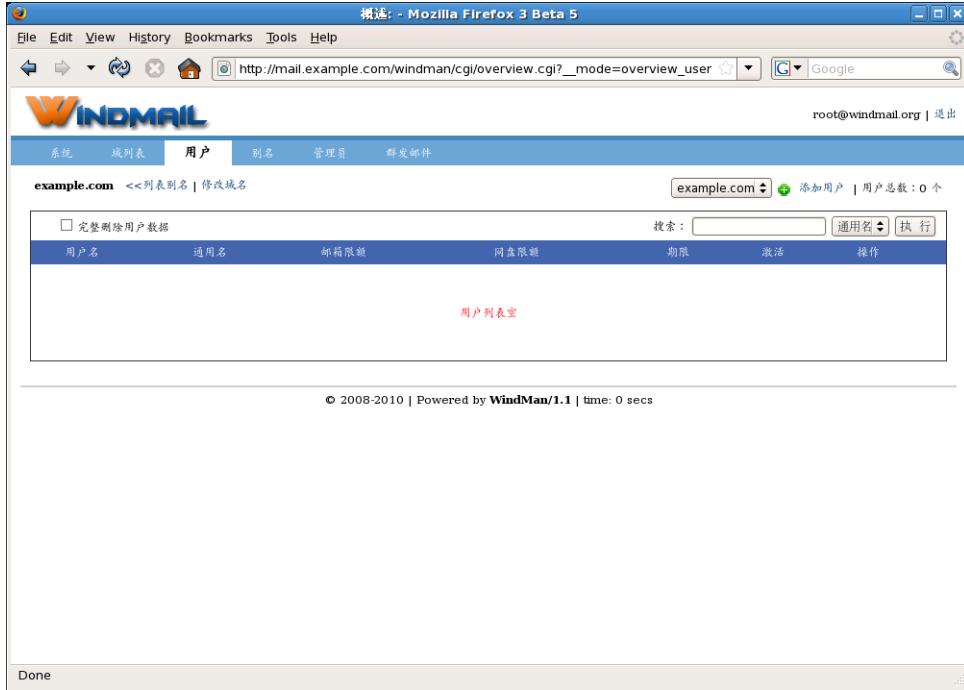 概述: - Mozilla Firefox 3 Beta 5
File Edit View History Bookmarks Tools Help
http://mail.example.com/windman/cgi/overview.cgi?__mode=overview_user G Google
WINDMAIL
root@windmail.org | 退出
系统 域列表 用户 别名 管理员 群发邮件
example.com <<列表别名 | 修改域名 example.com 添加用户 | 用户总数：0 个
完整删除用户数据 搜索： 通用名 执 行
用户名 通用名 邮箱限额 网盘限额 期限 激活 操作
用户列表空
© 2008-2010 | Powered by WindMan/1.1 | time: 0 secs
Done